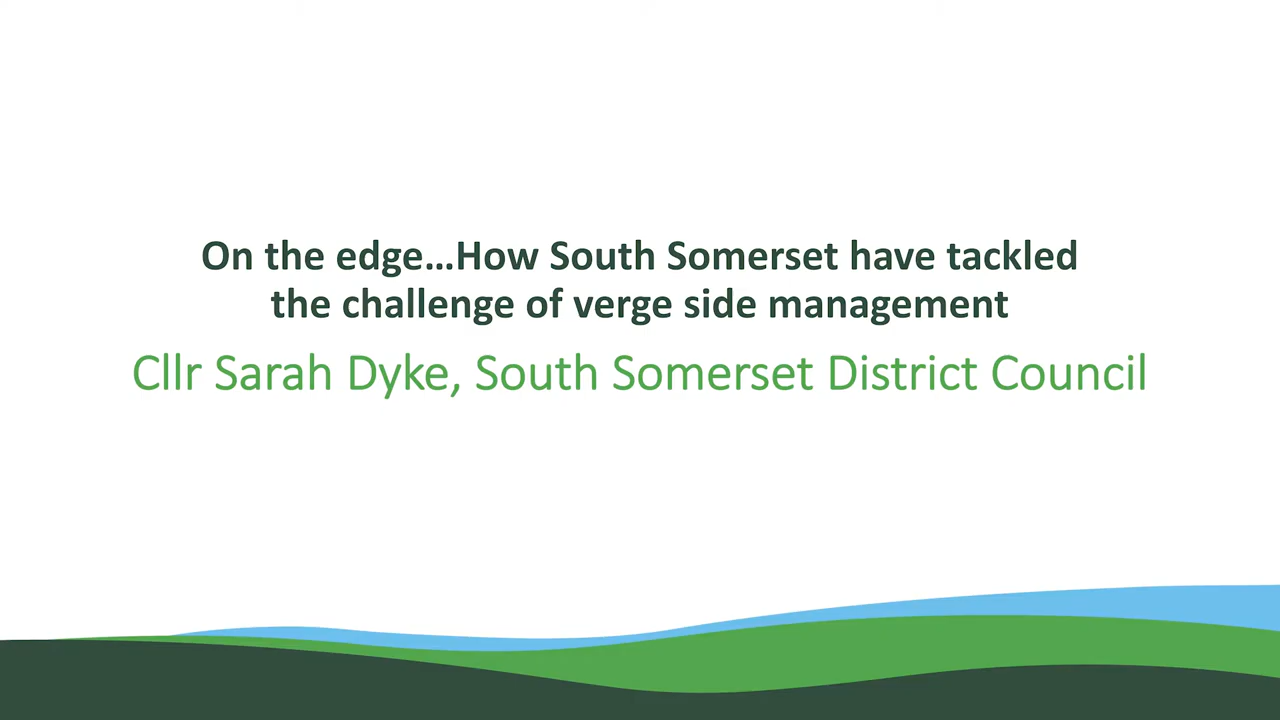 On the edge...How South Somerset have tackled
the challenge of verge side management
Cllr Sarah Dyke, South Somerset District Council